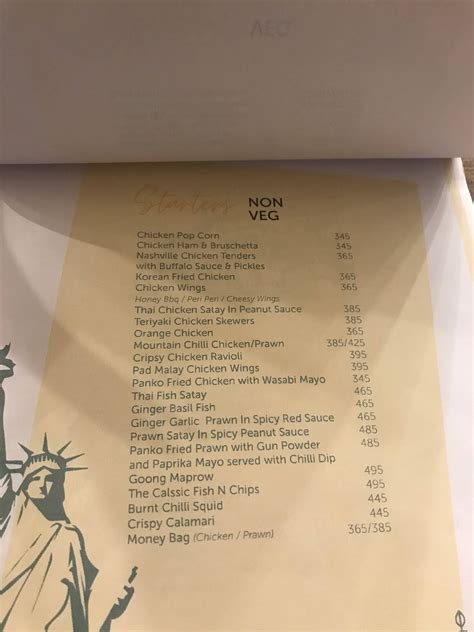 Starters NON
VEG
Chicken Pop Corn 345
Chicken Ham & Bruschetta 345
Nashville Chicken Tenders 365
with Buffalo Sauce & Pickles
Korean Fried Chicken 365
Chicken Wings 365
Honey Bbq / Peri Peri / Cheesy Wings
Thai Chicken Satay In Peanut Sauce 385
Teriyaki Chicken Skewers 385
Orange Chicken 365
Mountain Chilli Chicken/Prawn 385/425
Cripsy Chicken Ravioli 395
Pad Malay Chicken Wings 395
Panko Fried Chicken with Wasabi Mayo 345
Thai Fish Satay 465
Ginger Basil Fish 465
Ginger Garlic Prawn In Spicy Red Sauce 485
Prawn Satay In Spicy Peanut Sauce 485
Panko Fried Prawn with Gun Powder 485
and Paprika Mayo served with Chilli Dip
Goong Maprow 495
The Calssic Fish N Chips 495
Burnt Chilli Squid 445
Crispy Calamari 445
Money Bag (Chicken / Prawn) 365/385